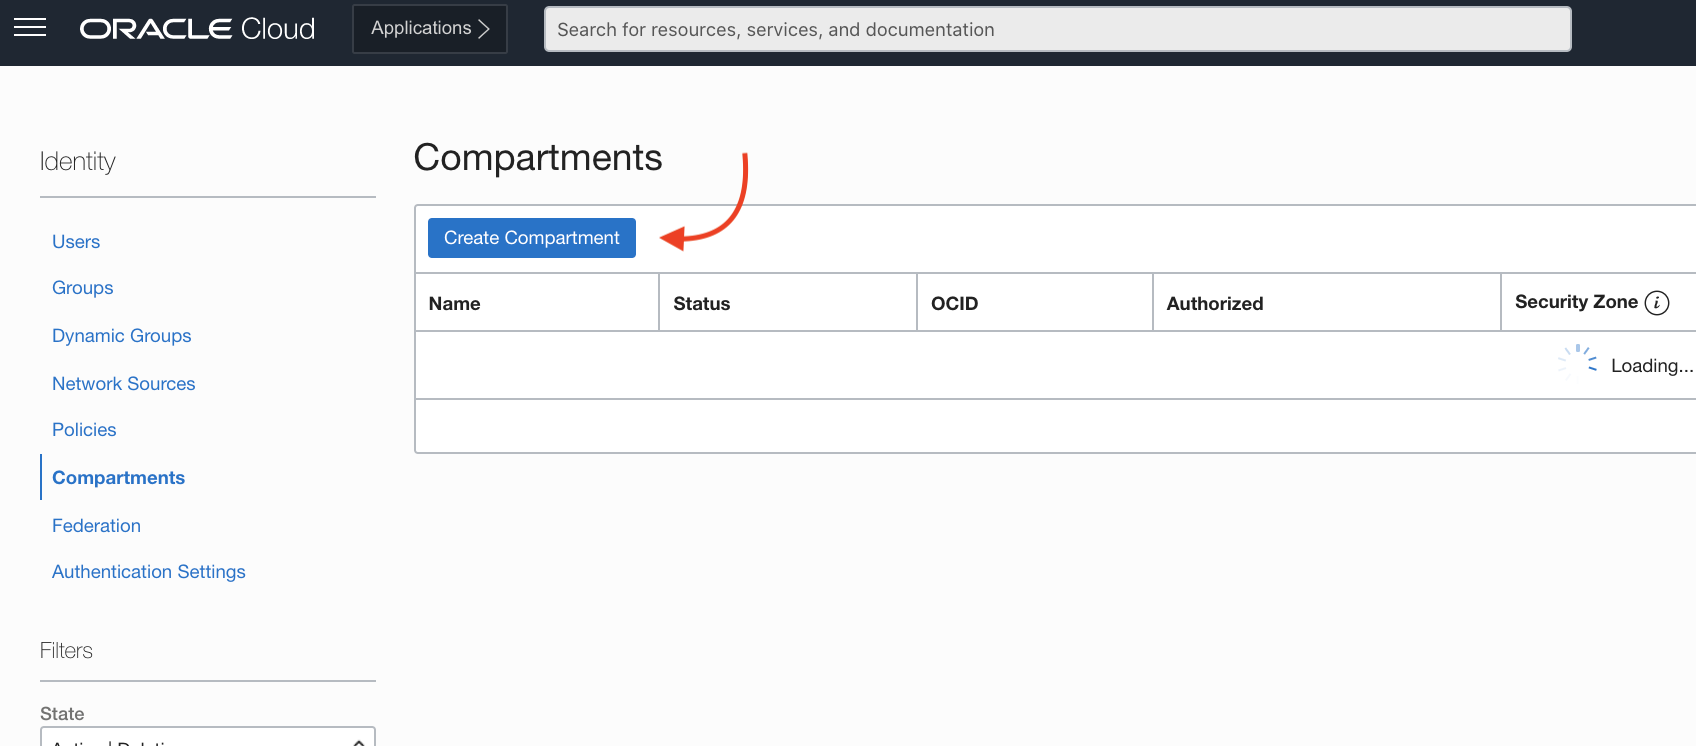 ORACLE Cloud
Applications
Search for resources, services, and documentation
Identity
Users
Groups
Dynamic Groups
Network Sources
Policies
Compartments
Federation
Authentication Settings
Filters
State
Compartments
Create Compartment
Name Status OCID Authorized Security Zone i
Loading...